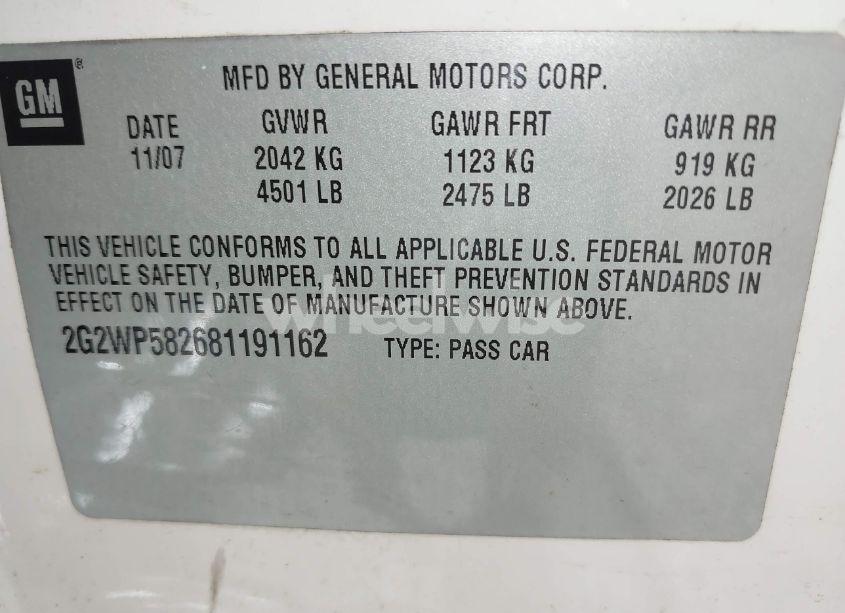 GM®
MFD BY GENERAL MOTORS CORP.
DATE GVWR GAWR FRT GAWR RR
11/07 2042 KG 1123 KG 919 KG
4501 LB 2475 LB 2026 LB
THIS VEHICLE CONFORMS TO ALL APPLICABLE U.S. FEDERAL MOTOR
VEHICLE SAFETY, BUMPER, AND THEFT PREVENTION STANDARDS IN
EFFECT ON THE DATE OF MANUFACTURE SHOWN ABOVE.
wheelwise
2G2WP582681191162 TYPE: PASS CAR